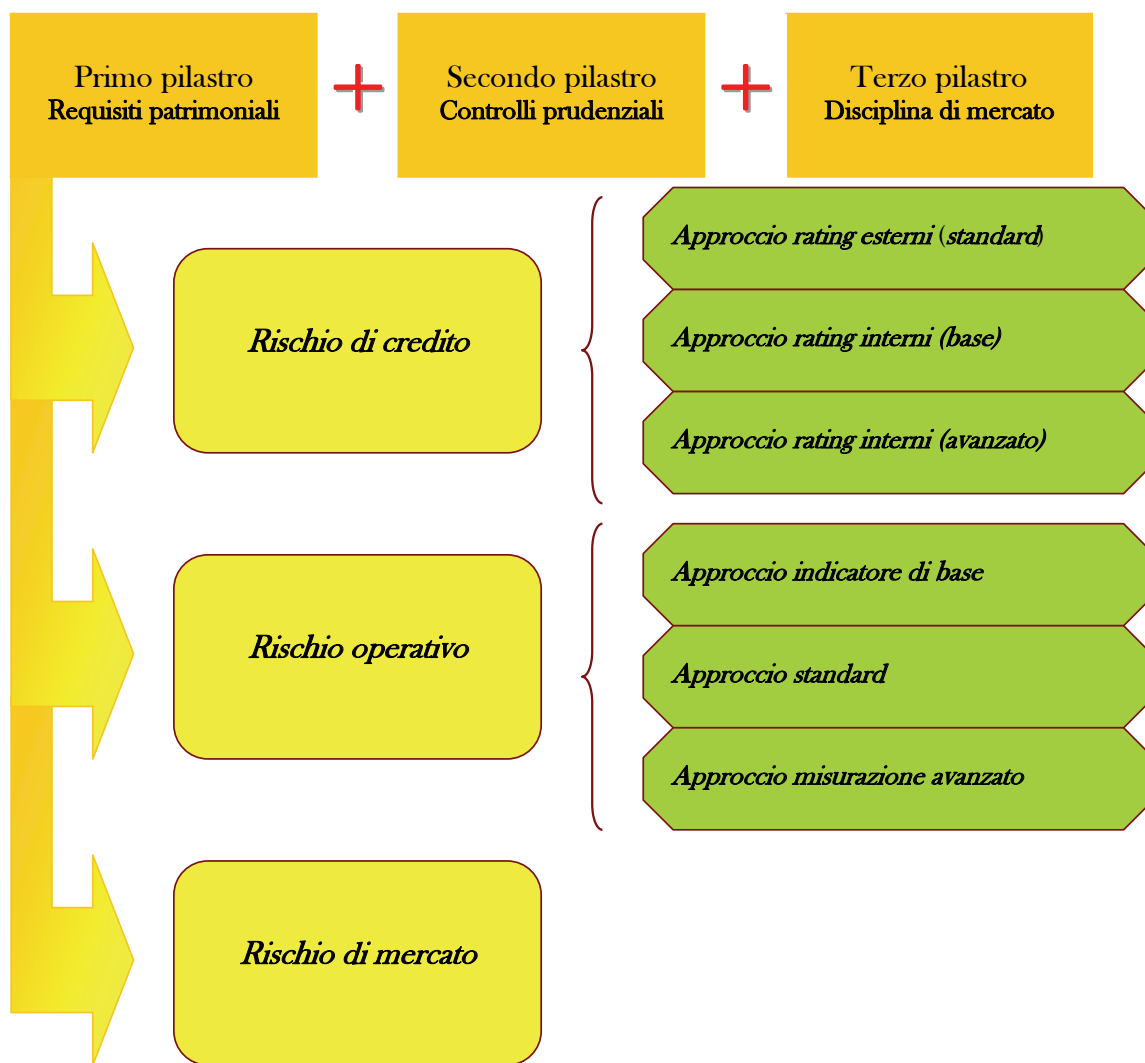 Primo pilastro
Requisiti patrimoniali
+
Secondo pilastro
Controlli prudenziali
+
Terzo pilastro
Disciplina di mercato
Rischio di credito
Approccio rating esterni (standard)
Approccio rating interni (base)
Approccio rating interni (avanzato)
Rischio operativo
Approccio indicatore di base
Approccio standard
Approccio misurazione avanzato
Rischio di mercato